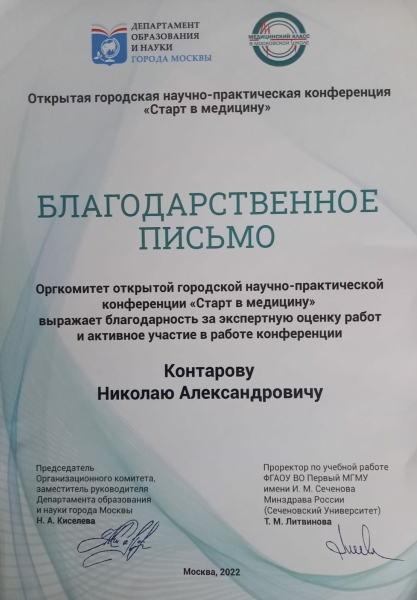 ДЕПАРТАМЕНТ
ОБРАЗОВАНИЯ
И НАУКИ
ГОРОДА МОСКВЫ
МЕДИЦИНСКИЙ КЛАСС
В МОСКОВСКОЙ ШКОЛЕ
Открытая городская научно-практическая конференция
«Старт в медицину»
БЛАГОДАРСТВЕННОЕ
ПИСЬМО
Оргкомитет открытой городской научно-практической
конференции «Старт в медицину»
выражает благодарность за экспертную оценку работ
и активное участие в работе конференции
Контарову
Николаю Александровичу
Председатель
Организационного комитета,
заместитель руководителя
Департамента образования
и науки города Москвы
Н. А. Киселева
Проректор по учебной работе
ФГАОУ ВО Первый МГМУ
имени И. М. Сеченова
Минздрава России
(Сеченовский Университет)
Т. М. Литвинова
Москва, 2022